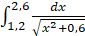 ∫_{1,2}^{2,6} dx / √(x² + 0,6)